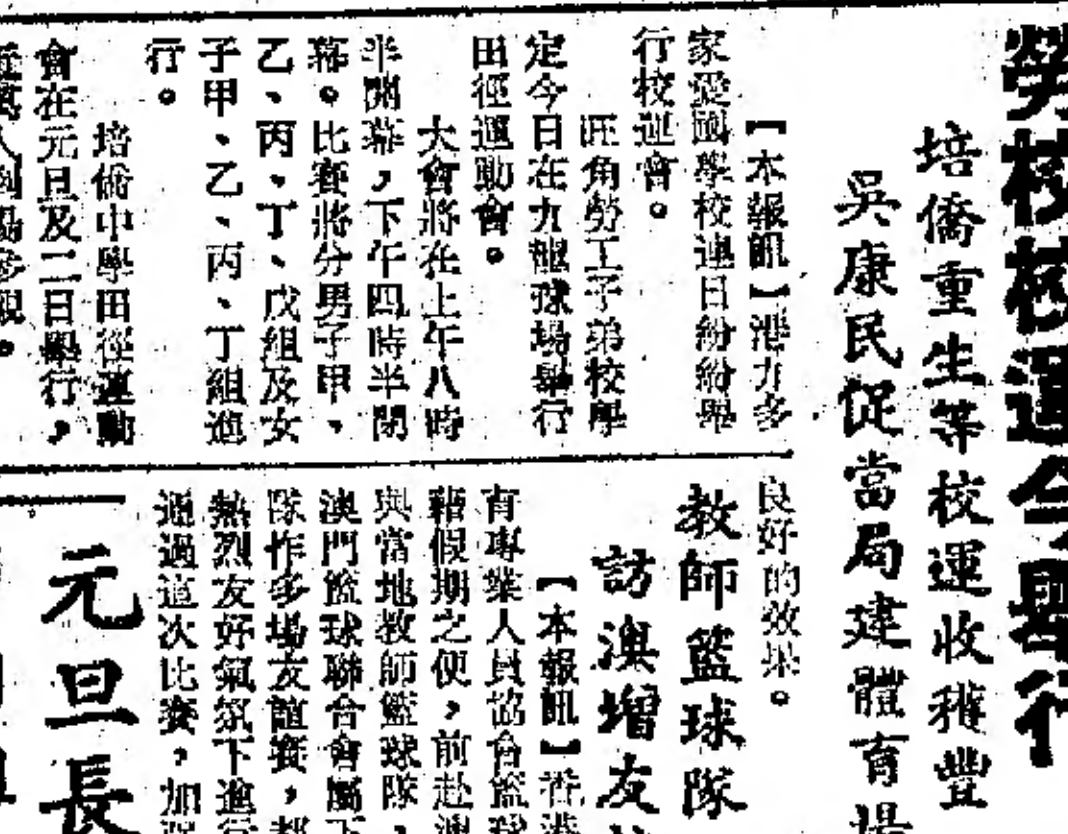 勞校校運今舉行
培僑重生等校運收穫豐
吳康民促當局建體育場
【本報訊】港九多
家愛國學校連日紛紛舉
行校運會。
旺角勞工子弟校學
定今日在九龍球場舉行
田徑運動會。
大會將在上午八時
半開幕，下午四時半閉
幕。比賽將分男子甲、
乙、丙、丁、戊組及女
子甲、乙、丙、丁組進
行。
培僑中學田徑運動
會在元旦及二日舉行，
近萬人到場參觀。
良好的效果。
教師籃球隊
訪澳增友
【本報訊】香港
育專業人員協會籃球
藉假期之便，前赴澳
與當地教師籃球隊，
澳門籃球聯合會屬下
隊作多場友誼賽，都
熱烈友好氣氛下進行
通過這次比賽，加
元旦長